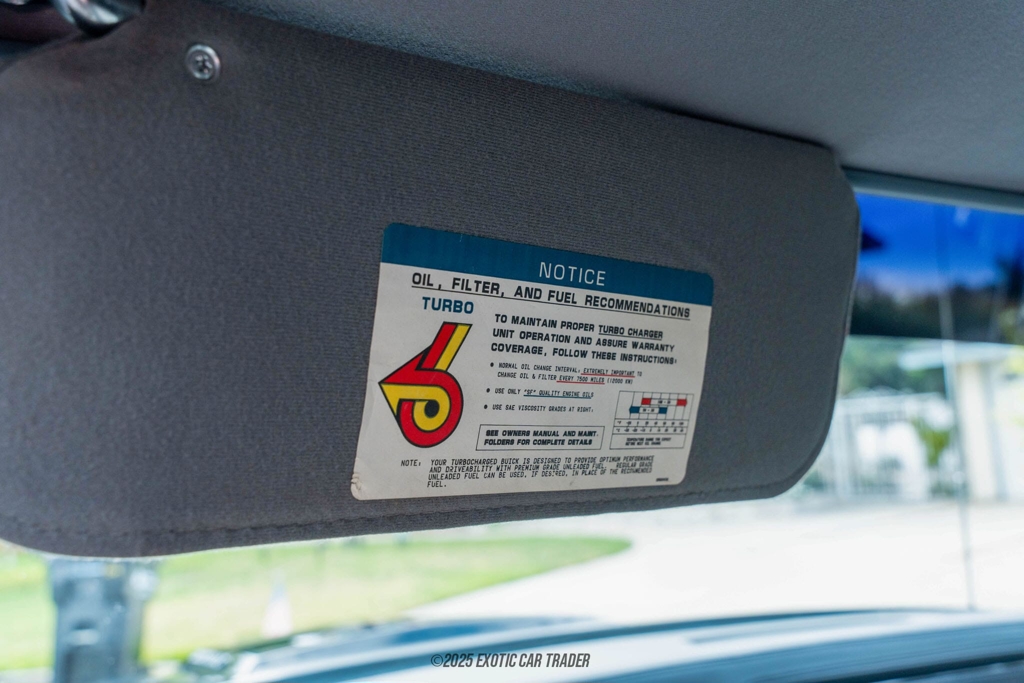 NOTICE
OIL, FILTER, AND FUEL RECOMMENDATIONS
TURBO
6
TO MAINTAIN PROPER TURBO CHARGER
UNIT OPERATION AND ASSURE WARRANTY
COVERAGE, FOLLOW THESE INSTRUCTIONS:
• NORMAL OIL CHANGE INTERVAL, EXTREMELY IMPORTANT TO
CHANGE OIL & FILTER EVERY 7500 MILES (12000 KM)
• USE ONLY "SF" QUALITY ENGINE OILS
• USE SAE VISCOSITY GRADES AT RIGHT:
SEE OWNERS MANUAL AND MAINT.
FOLDERS FOR COMPLETE DETAILS
NOTE: YOUR TURBOCHARGED BUICK IS DESIGNED TO PROVIDE OPTIMUM PERFORMANCE
AND DRIVEABILITY WITH PREMIUM GRADE UNLEADED FUEL. REGULAR GRADE
UNLEADED FUEL CAN BE USED, IF DESIRED, IN PLACE OF THE RECOMMENDED
FUEL.
©2025 EXOTIC CAR TRADER